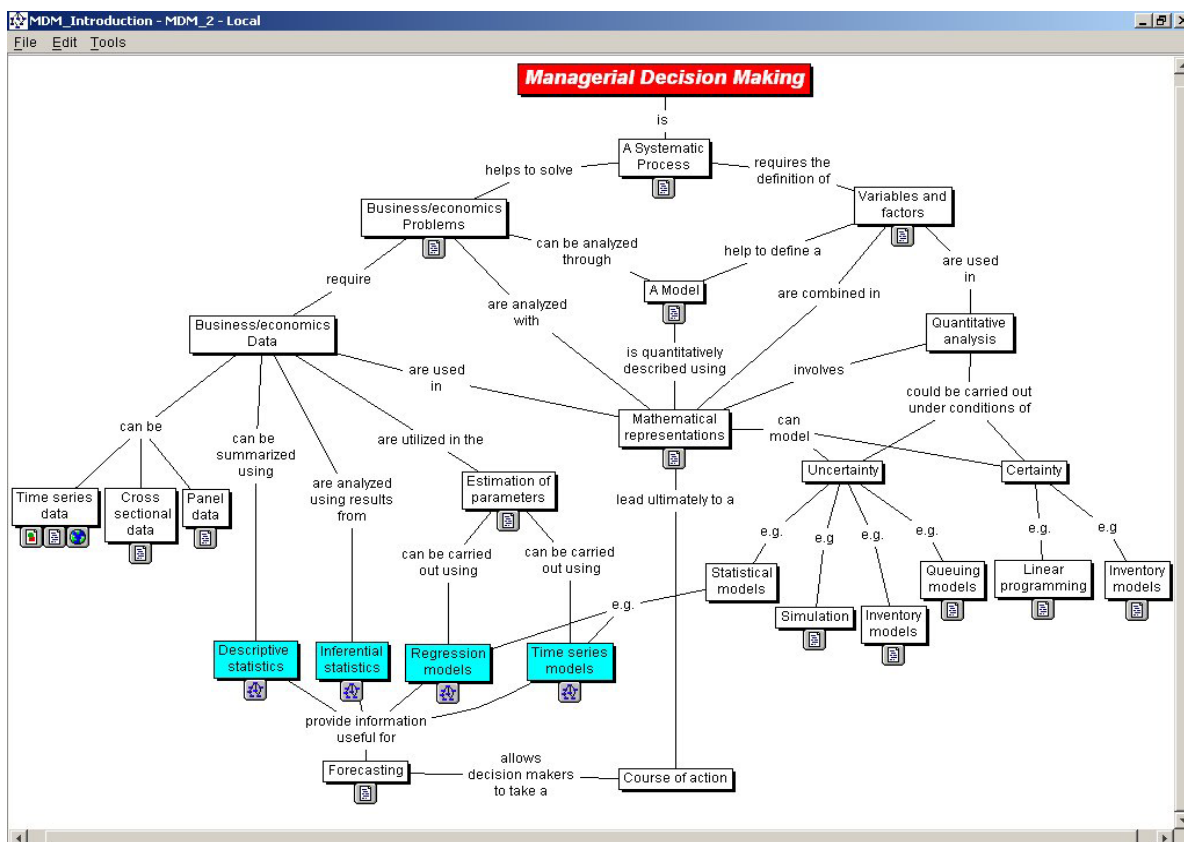 MDM_Introduction - MDM_2 - Local
File Edit Tools
Managerial Decision Making
is
A Systematic
Process
helps to solve
requires the
definition of
Business/economics
Problems
Variables and
factors
can be analyzed
through
help to define a
are used
in
require
A Model
are analyzed
with
are combined in
Business/economics
Data
Quantitative
analysis
is quantitatively
described using
are used
in
involves
could be carried out
under conditions of
Mathematical
representations
can
model
can be
can be
summarized
using
are utilized in the
are analyzed
using results
from
Uncertainty
Certainty
Estimation of
parameters
lead ultimately to a
Time series
data
Cross
sectional
data
Panel
data
e.g.
e.g
e.g.
e.g.
e.g.
e.g
can be carried
out using
can be carried
out using
Statistical
models
Queuing
models
Linear
programming
Inventory
models
e.g.
Simulation
Inventory
models
Descriptive
statistics
Inferential
statistics
Regression
models
Time series
models
provide information
useful for
Forecasting
allows
decision makers
to take a
Course of action